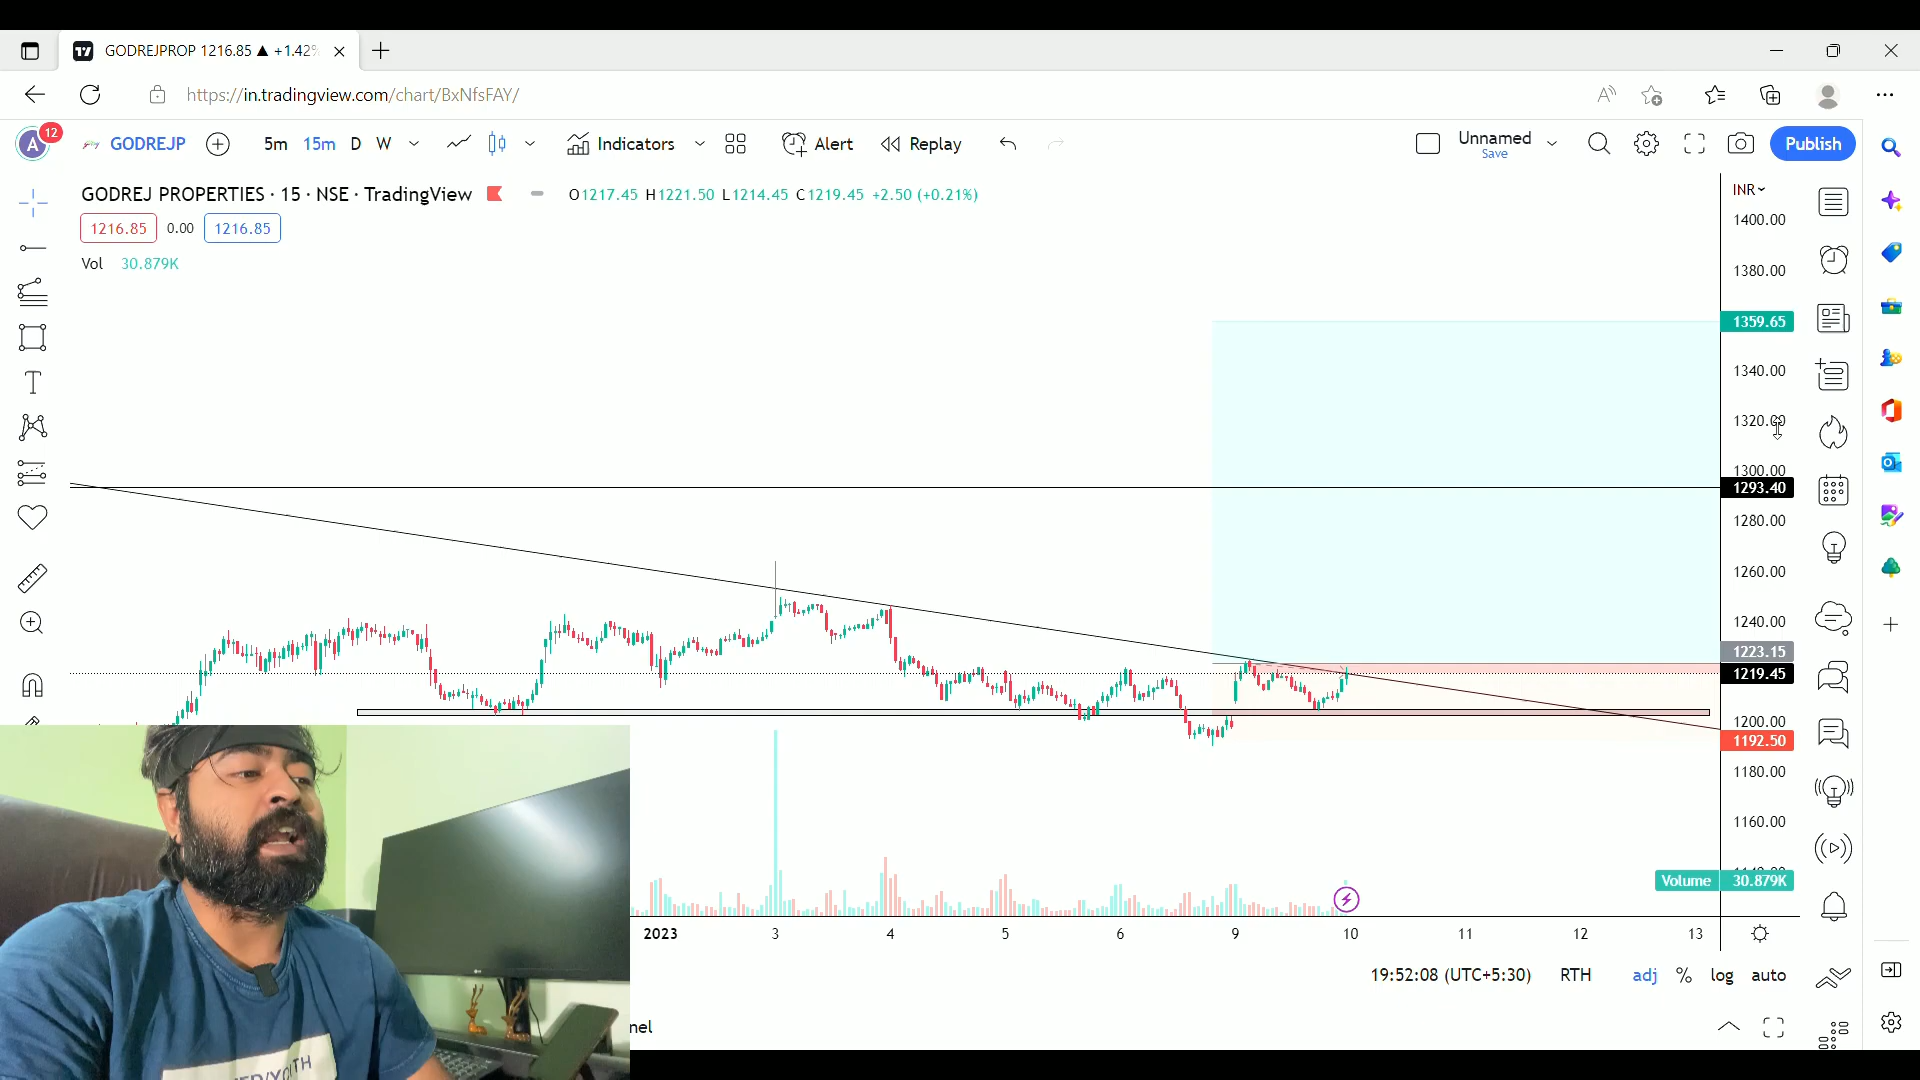 GODREJPROP 1216.85 ▲ +1.42%
https://in.tradingview.com/chart/BxNfsFAY/
A 12 GODREJP 5m 15m D W Indicators Alert Replay Unnamed Save Publish
GODREJ PROPERTIES · 15 · NSE · TradingView O1217.45 H1221.50 L1214.45 C1219.45 +2.50 (+0.21%)
1216.85 0.00 1216.85
Vol 30.879K
INR
1400.00
1380.00
1359.65
1340.00
1320.00
1300.00
1293.40
1280.00
1260.00
1240.00
1223.15
1219.45
1200.00
1192.50
1180.00
1160.00
Volume 30.879K
2023 3 4 5 6 9 10 11 12 13
19:52:08 (UTC+5:30) RTH adj % log auto
nel